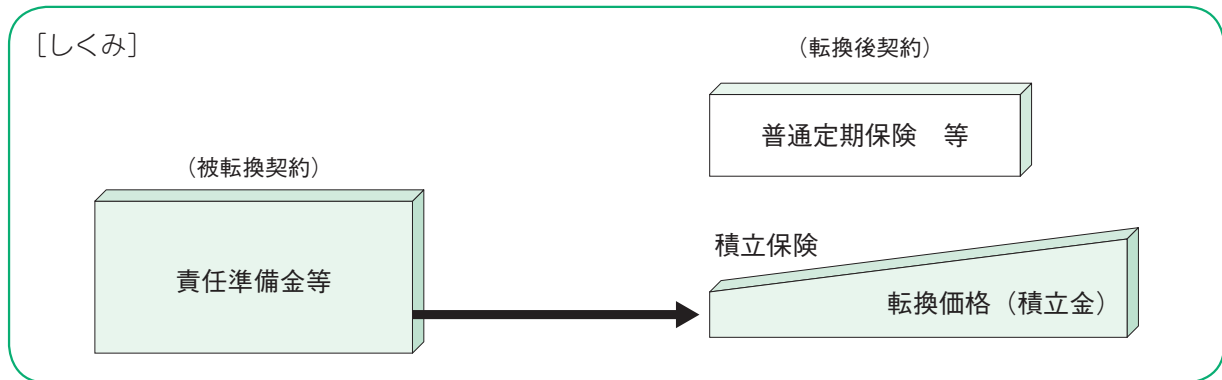 [しくみ]
（転換後契約）
普通定期保険　等
（被転換契約）
責任準備金等
積立保険
転換価格（積立金）